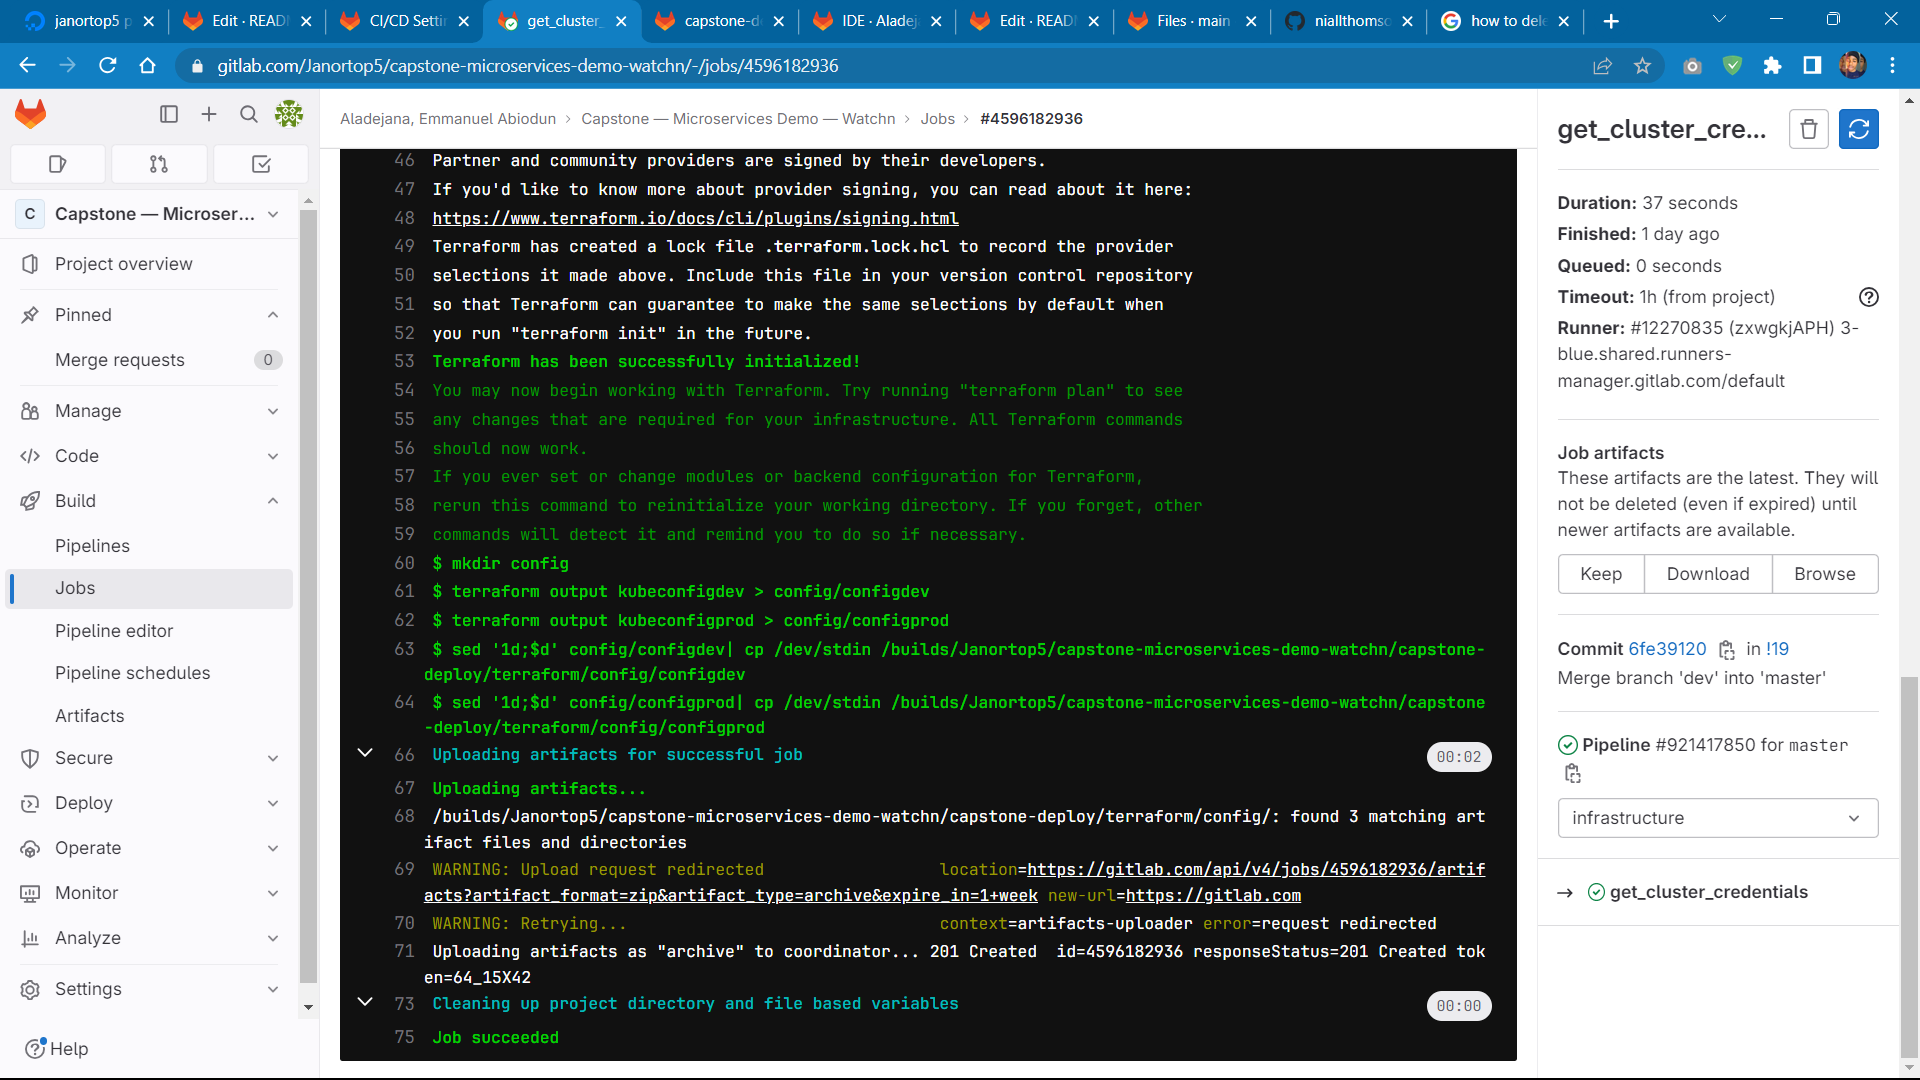 janortop5 p
Edit · READ
CI/CD Settin
get_cluster_
capstone-de
IDE · Aladej
Edit · READ
Files · main
niallthomso
how to dele
gitlab.com/Janortop5/capstone-microservices-demo-watchn/-/jobs/4596182936
Aladejana, Emmanuel Abiodun › Capstone — Microservices Demo — Watchn › Jobs › #4596182936
C Capstone — Microser...
Project overview
Pinned
Merge requests 0
Manage
Code
Build
Pipelines
Jobs
Pipeline editor
Pipeline schedules
Artifacts
Secure
Deploy
Operate
Monitor
Analyze
Settings
Help
46 Partner and community providers are signed by their developers.
47 If you'd like to know more about provider signing, you can read about it here:
48 https://www.terraform.io/docs/cli/plugins/signing.html
49 Terraform has created a lock file .terraform.lock.hcl to record the provider
50 selections it made above. Include this file in your version control repository
51 so that Terraform can guarantee to make the same selections by default when
52 you run "terraform init" in the future.
53 Terraform has been successfully initialized!
54 You may now begin working with Terraform. Try running "terraform plan" to see
55 any changes that are required for your infrastructure. All Terraform commands
56 should now work.
57 If you ever set or change modules or backend configuration for Terraform,
58 rerun this command to reinitialize your working directory. If you forget, other
59 commands will detect it and remind you to do so if necessary.
60 $ mkdir config
61 $ terraform output kubeconfigdev > config/configdev
62 $ terraform output kubeconfigprod > config/configprod
63 $ sed '1d;$d' config/configdev| cp /dev/stdin /builds/Janortop5/capstone-microservices-demo-watchn/capstone-
deploy/terraform/config/configdev
64 $ sed '1d;$d' config/configprod| cp /dev/stdin /builds/Janortop5/capstone-microservices-demo-watchn/capstone
-deploy/terraform/config/configprod
66 Uploading artifacts for successful job 00:02
67 Uploading artifacts...
68 /builds/Janortop5/capstone-microservices-demo-watchn/capstone-deploy/terraform/config/: found 3 matching art
ifact files and directories
69 WARNING: Upload request redirected location=https://gitlab.com/api/v4/jobs/4596182936/artif
acts?artifact_format=zip&artifact_type=archive&expire_in=1+week new-url=https://gitlab.com
70 WARNING: Retrying... context=artifacts-uploader error=request redirected
71 Uploading artifacts as "archive" to coordinator... 201 Created id=4596182936 responseStatus=201 Created tok
en=64_15X42
73 Cleaning up project directory and file based variables 00:00
75 Job succeeded
get_cluster_cre...
Duration: 37 seconds
Finished: 1 day ago
Queued: 0 seconds
Timeout: 1h (from project)
Runner: #12270835 (zxwgkjAPH) 3-
blue.shared.runners-
manager.gitlab.com/default
Job artifacts
These artifacts are the latest. They will
not be deleted (even if expired) until
newer artifacts are available.
Keep Download Browse
Commit 6fe39120 in !19
Merge branch 'dev' into 'master'
Pipeline #921417850 for master
infrastructure
→ get_cluster_credentials